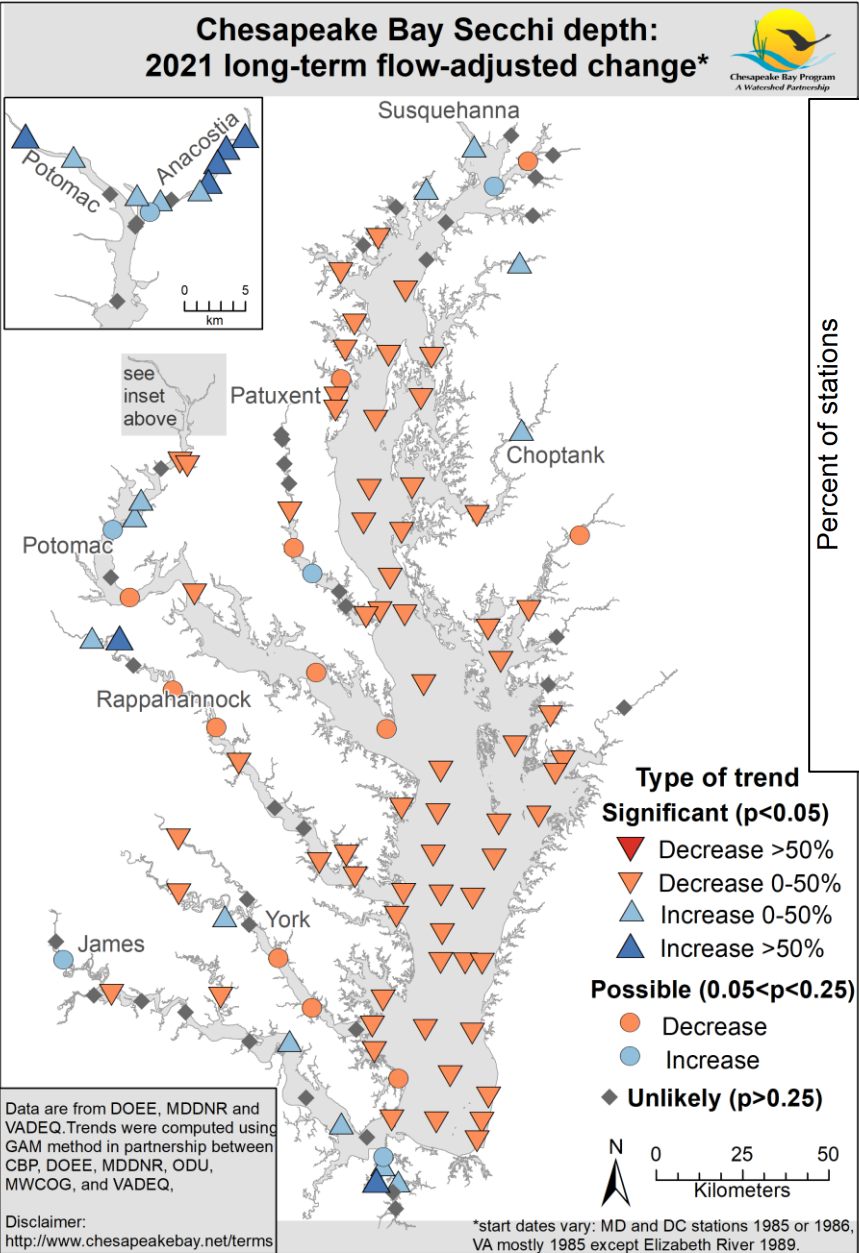 Chesapeake Bay Secchi depth:
2021 long-term flow-adjusted change*
Chesapeake Bay Program
A Watershed Partnership
Susquehanna
Potomac
Anacostia
0 5
km
see
inset
above
Patuxent
Choptank
Percent of stations
Potomac
Rappahannock
York
James
Type of trend
Significant (p<0.05)
Decrease >50%
Decrease 0-50%
Increase 0-50%
Increase >50%
Possible (0.05<p<0.25)
Decrease
Increase
Unlikely (p>0.25)
N
0 25 50
Kilometers
Data are from DOEE, MDDNR and
VADEQ.Trends were computed using
GAM method in partnership between
CBP, DOEE, MDDNR, ODU,
MWCOG, and VADEQ,
Disclaimer:
http://www.chesapeakebay.net/terms
*start dates vary: MD and DC stations 1985 or 1986,
VA mostly 1985 except Elizabeth River 1989.